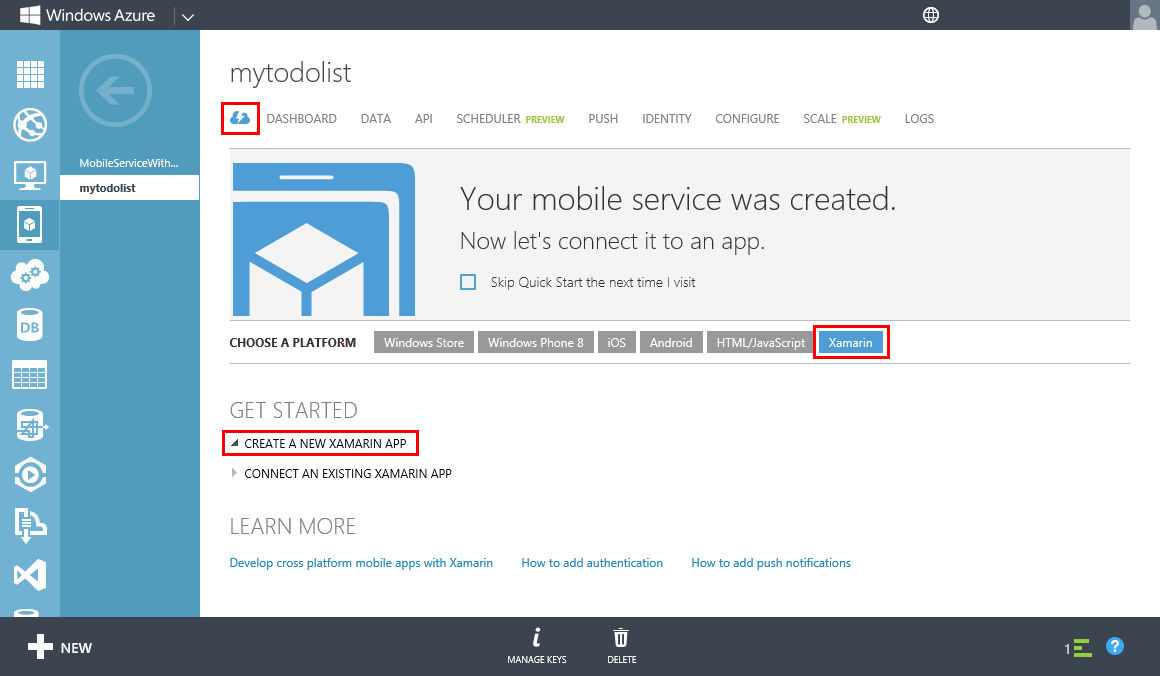 Windows Azure
mytodolist
DASHBOARD DATA API SCHEDULER PREVIEW PUSH IDENTITY CONFIGURE SCALE PREVIEW LOGS
MobileServiceWith...
mytodolist
Your mobile service was created.
Now let's connect it to an app.
Skip Quick Start the next time I visit
DB
CHOOSE A PLATFORM Windows Store Windows Phone 8 iOS Android HTML/JavaScript Xamarin
GET STARTED
CREATE A NEW XAMARIN APP
CONNECT AN EXISTING XAMARIN APP
LEARN MORE
Develop cross platform mobile apps with Xamarin How to add authentication How to add push notifications
NEW
MANAGE KEYS
DELETE
1
?